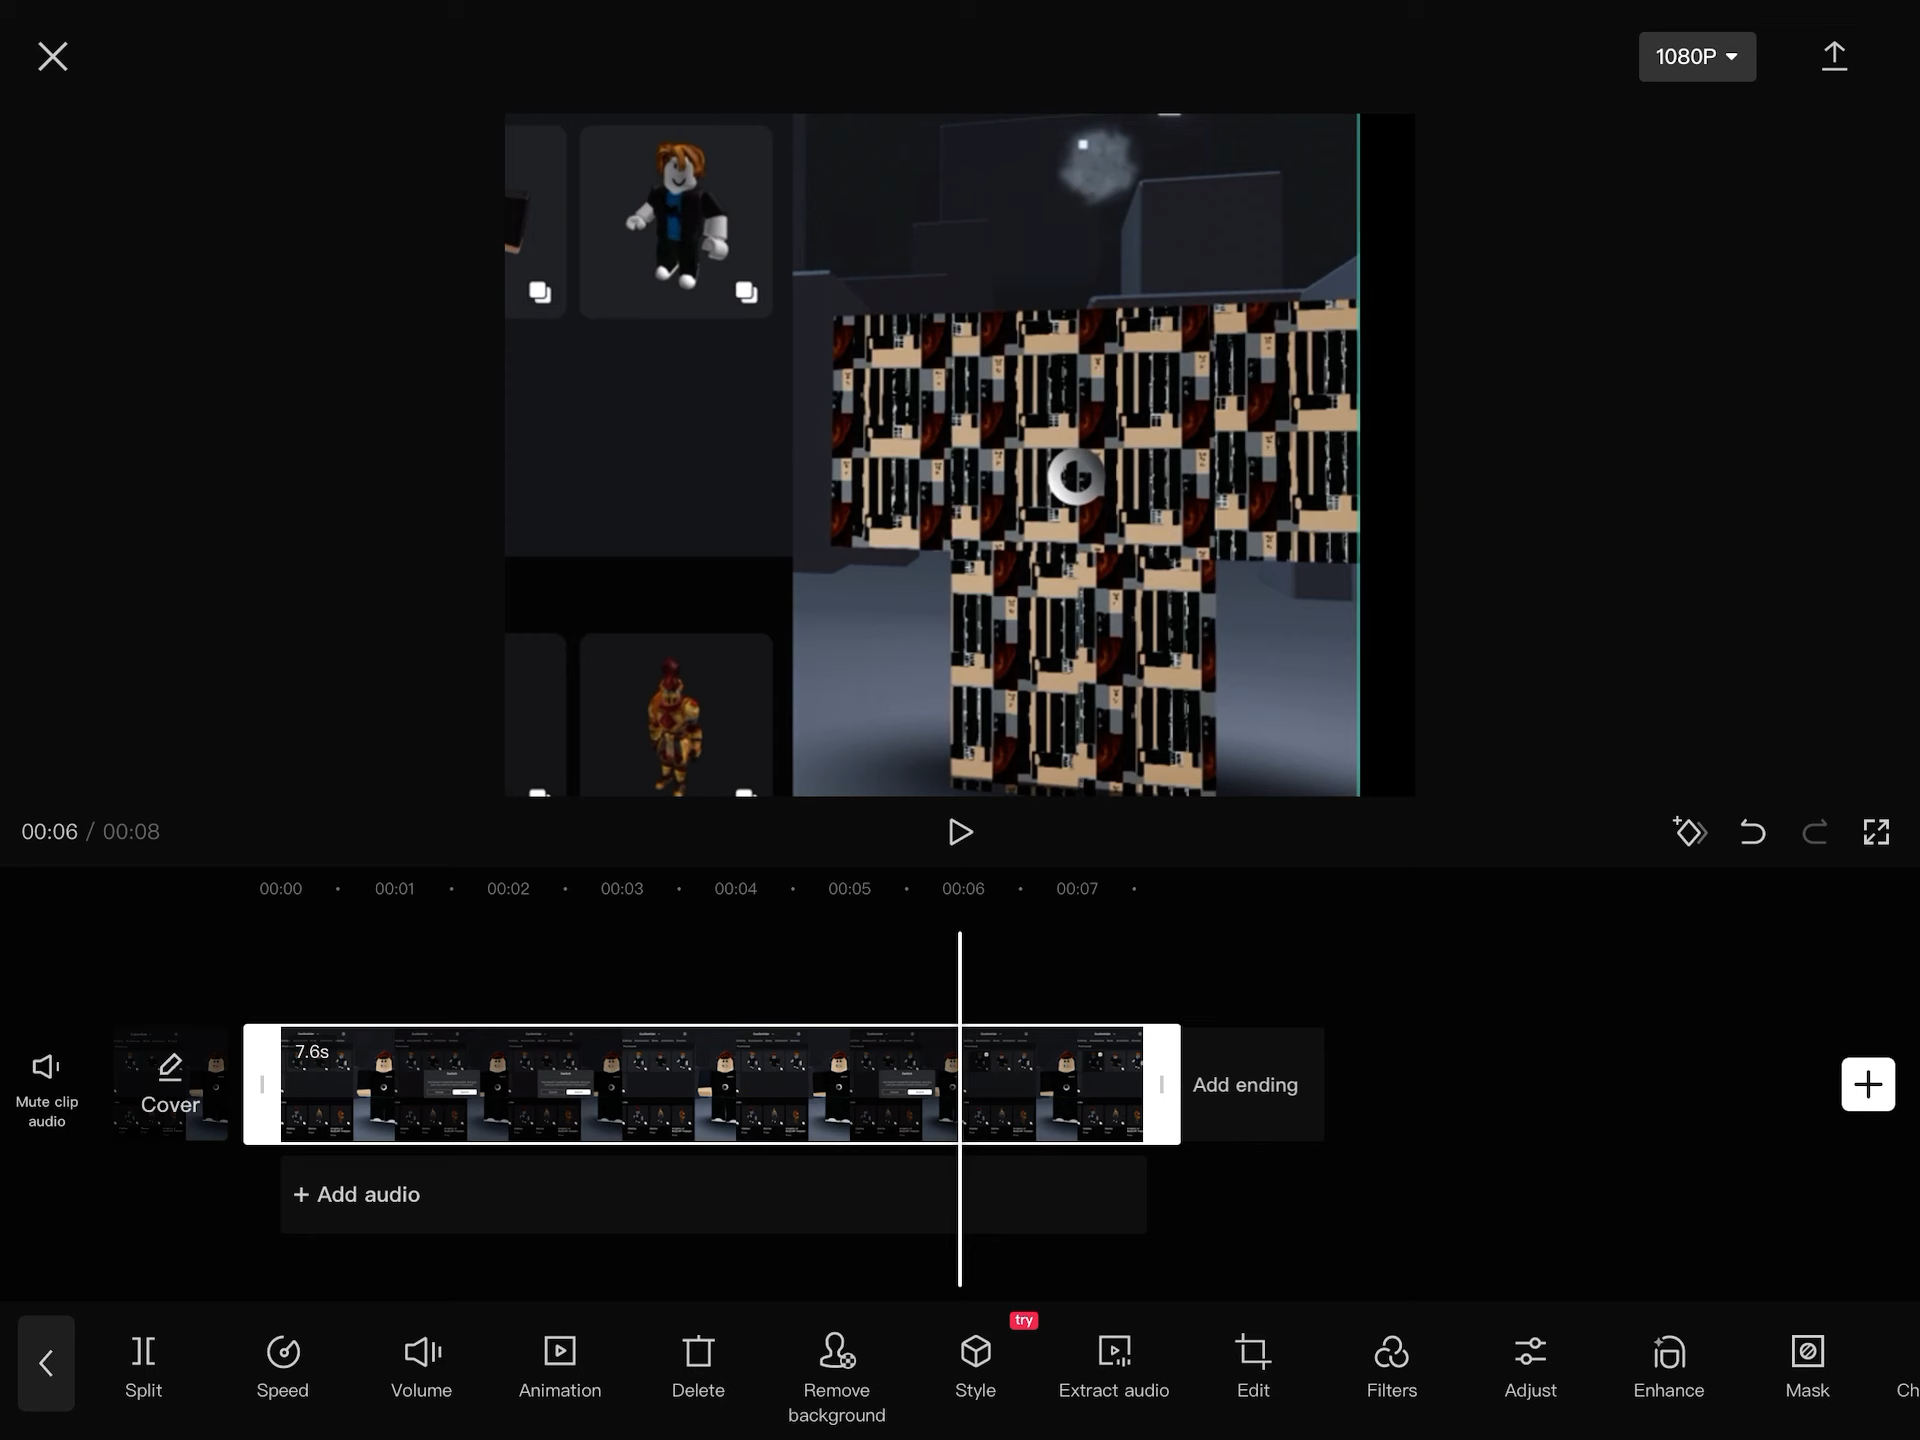 1080P
00:06 / 00:08
00:00 00:01 00:02 00:03 00:04 00:05 00:06 00:07
7.6s
Mute clip
audio
Cover
Add ending
+ Add audio
try
Split
Speed
Volume
Animation
Delete
Remove
background
Style
Extract audio
Edit
Filters
Adjust
Enhance
Mask
Ch